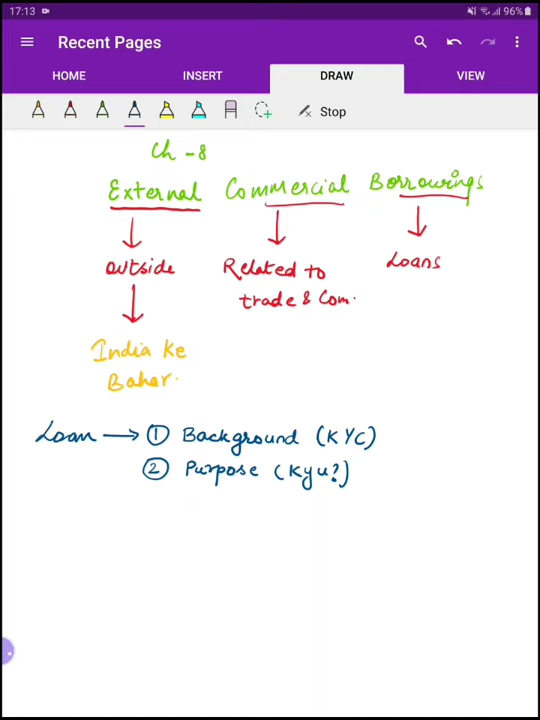 17:13 96%
Recent Pages
HOME INSERT DRAW VIEW
Stop
Ch - 8
External Commercial Borrowings
outside Related to Loans
trade & Com.
India Ke
Bahar.
Loan → ① Background (KYC)
② Purpose (Kyu?)